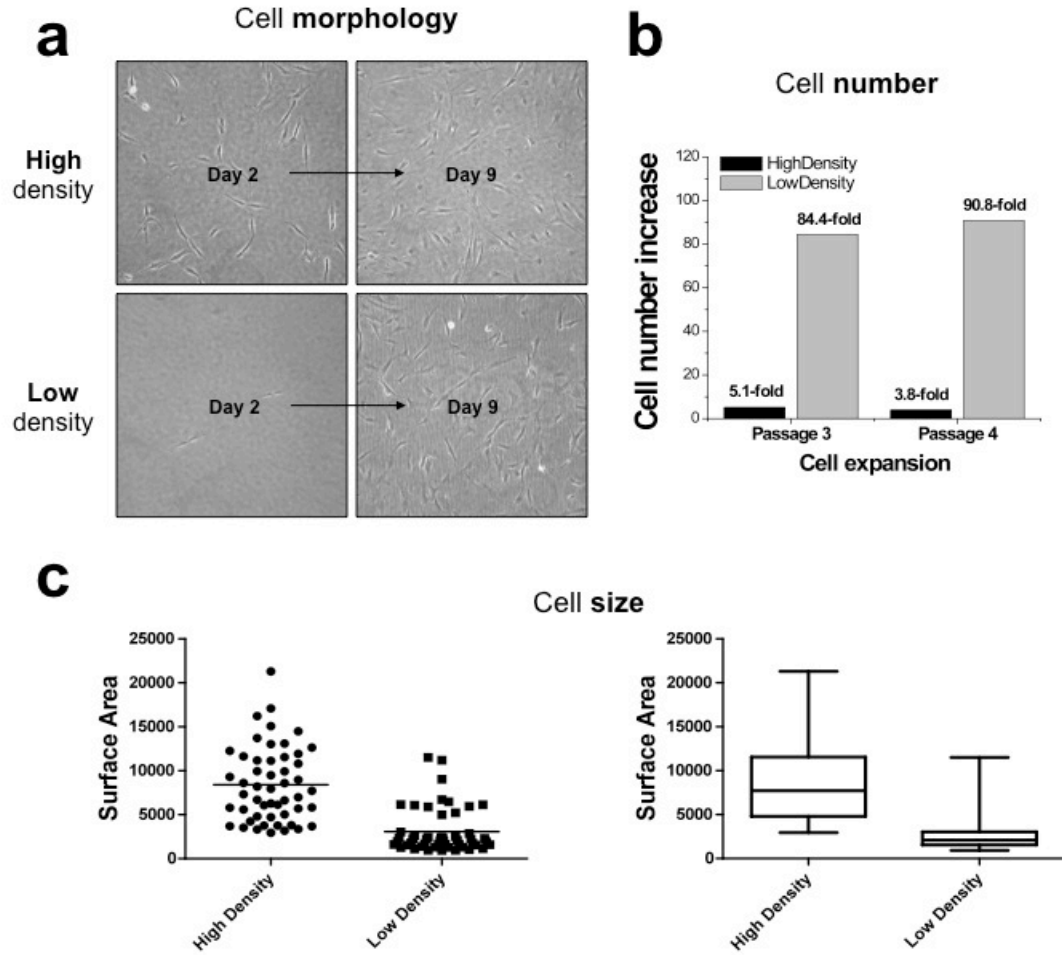 a
Cell morphology
High
density
Day 2
Day 9
Low
density
Day 2
Day 9
b
Cell number
HighDensity
LowDensity
Cell number increase
120
100
80
60
40
20
0
5.1-fold
84.4-fold
3.8-fold
90.8-fold
Passage 3
Passage 4
Cell expansion
c
Cell size
Surface Area
25000
20000
15000
10000
5000
0
High Density
Low Density
Surface Area
25000
20000
15000
10000
5000
0
High Density
Low Density